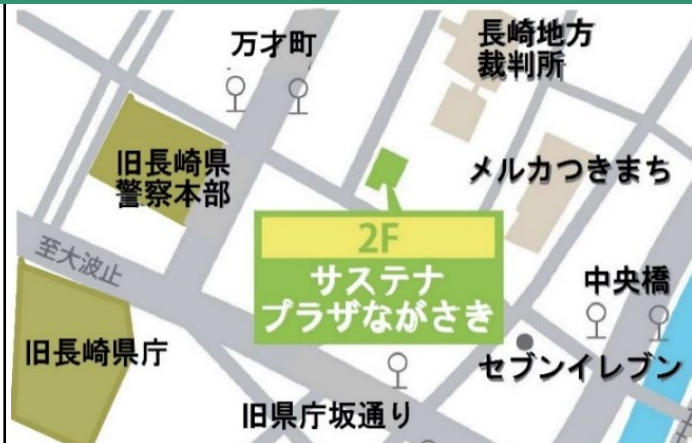 万才町
長崎地方
裁判所
旧長崎県
警察本部
メルカつきまち
2F
サステナ
プラザながさき
至大波止
中央橋
旧長崎県庁
セブンイレブン
旧県庁坂通り